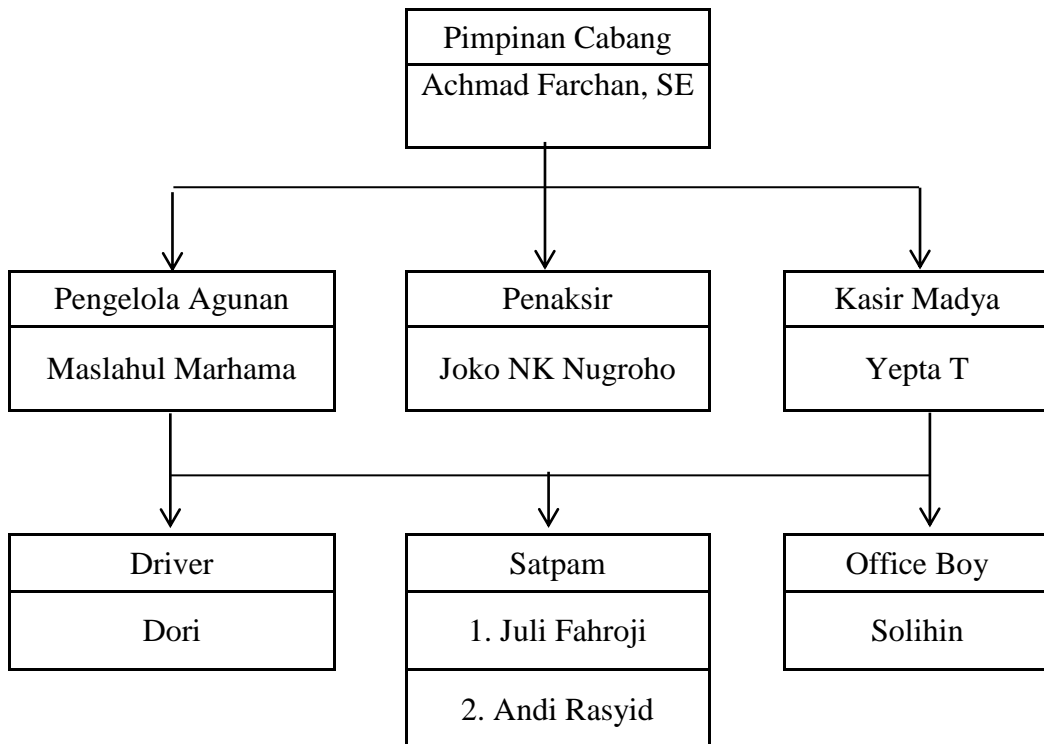 Pimpinan Cabang
Achmad Farchan, SE
Pengelola Agunan
Maslahul Marhama
Penaksir
Joko NK Nugroho
Kasir Madya
Yepta T
Driver
Dori
Satpam
1. Juli Fahroji
2. Andi Rasyid
Office Boy
Solihin